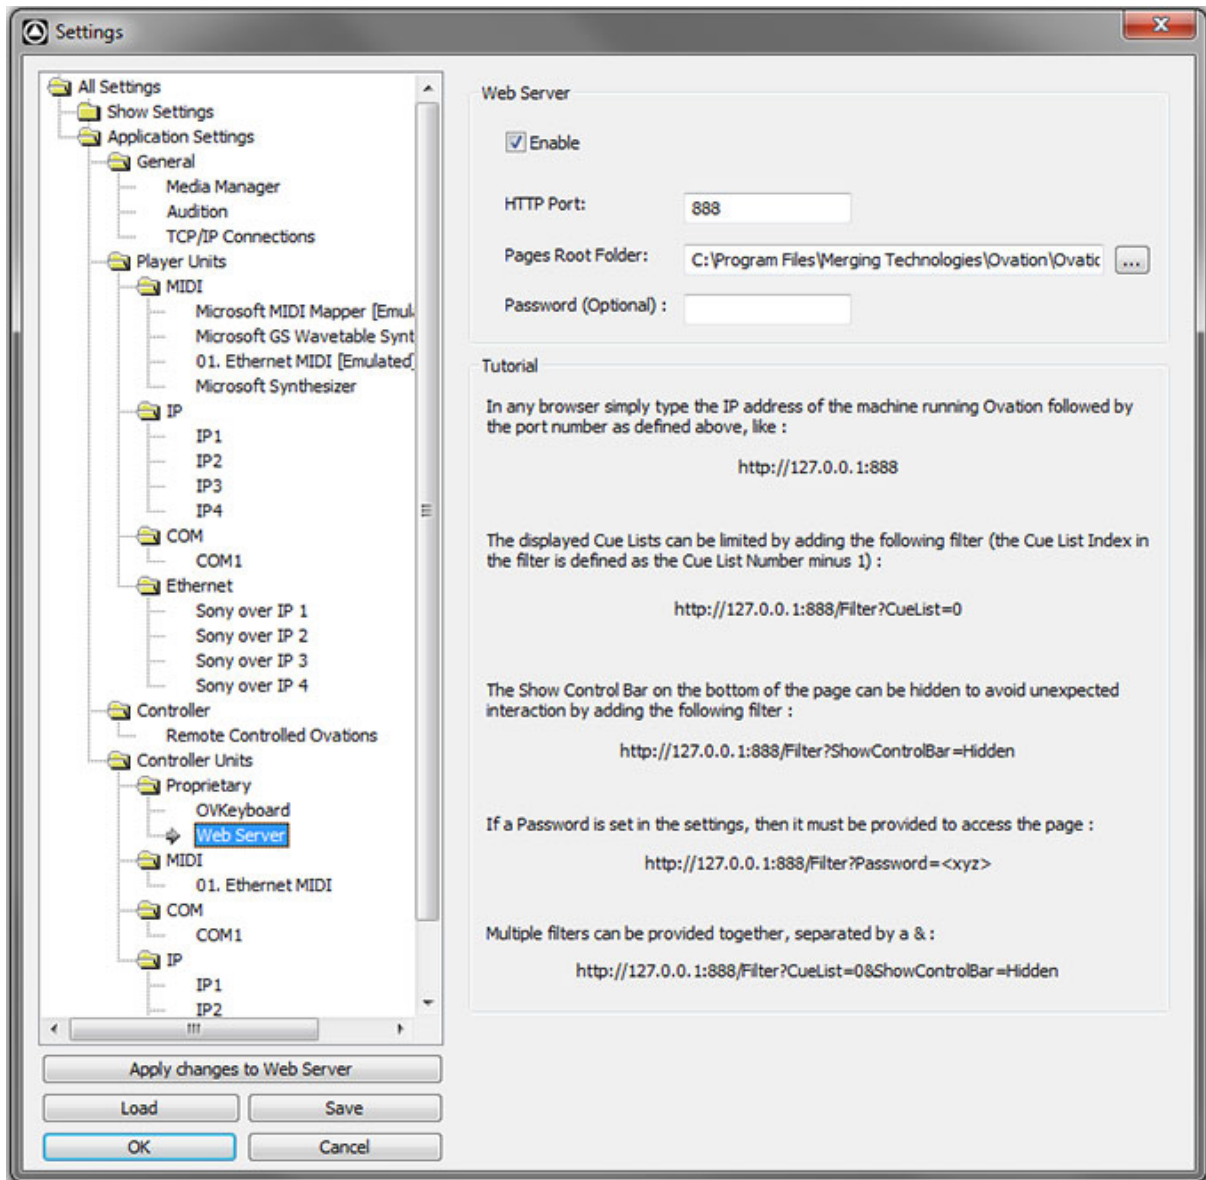 Settings
All Settings
Show Settings
Application Settings
General
Media Manager
Audition
TCP/IP Connections
Player Units
MIDI
Microsoft MIDI Mapper [Emul
Microsoft GS Wavetable Synt
01. Ethernet MIDI [Emulated]
Microsoft Synthesizer
IP
IP1
IP2
IP3
IP4
COM
COM1
Ethernet
Sony over IP 1
Sony over IP 2
Sony over IP 3
Sony over IP 4
Controller
Remote Controlled Ovations
Controller Units
Proprietary
OVKeyboard
Web Server
MIDI
01. Ethernet MIDI
COM
COM1
IP
IP1
IP2
Apply changes to Web Server
Load
Save
OK
Cancel
Web Server
Enable
HTTP Port:
888
Pages Root Folder:
C:\Program Files\Merging Technologies\Ovation\Ovatic
...
Password (Optional) :
Tutorial
In any browser simply type the IP address of the machine running Ovation followed by
the port number as defined above, like :
http://127.0.0.1:888
The displayed Cue Lists can be limited by adding the following filter (the Cue List Index in
the filter is defined as the Cue List Number minus 1) :
http://127.0.0.1:888/Filter?CueList=0
The Show Control Bar on the bottom of the page can be hidden to avoid unexpected
interaction by adding the following filter :
http://127.0.0.1:888/Filter?ShowControlBar=Hidden
If a Password is set in the settings, then it must be provided to access the page :
http://127.0.0.1:888/Filter?Password=<xyz>
Multiple filters can be provided together, separated by a & :
http://127.0.0.1:888/Filter?CueList=0&ShowControlBar=Hidden